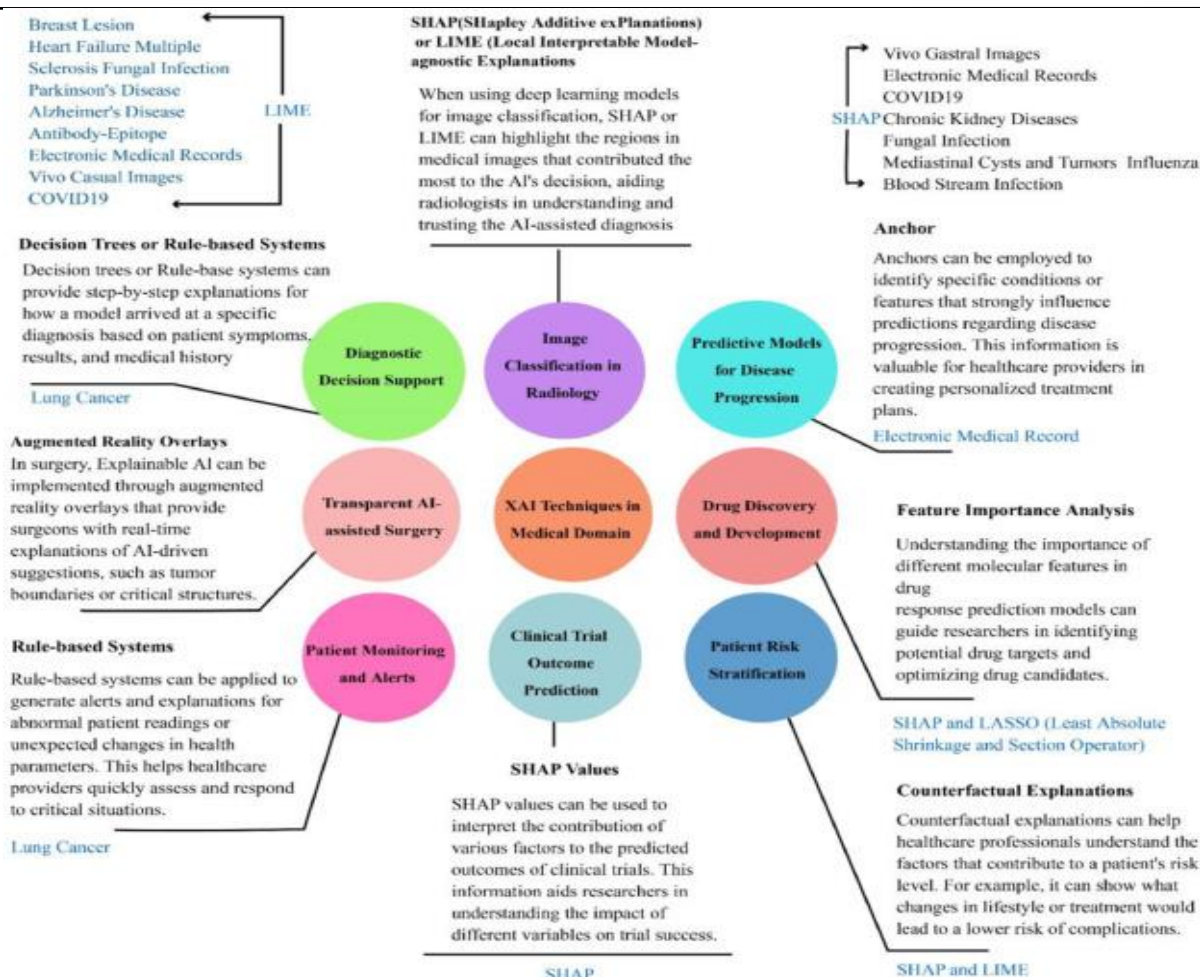 Breast Lesion
Heart Failure Multiple
Sclerosis Fungal Infection
Parkinson's Disease
Alzheimer's Disease
Antibody-Epitope
Electronic Medical Records
Vivo Casual Images
COVID19
LIME
SHAP(SHapley Additive exPlanations)
or LIME (Local Interpretable Model-
agnostic Explanations
When using deep learning models
for image classification, SHAP or
LIME can highlight the regions in
medical images that contributed the
most to the AI's decision, aiding
radiologists in understanding and
trusting the AI-assisted diagnosis
SHAP
Vivo Gastral Images
Electronic Medical Records
COVID19
Chronic Kidney Diseases
Fungal Infection
Mediastinal Cysts and Tumors Influenza
Blood Stream Infection
Decision Trees or Rule-based Systems
Decision trees or Rule-base systems can
provide step-by-step explanations for
how a model arrived at a specific
diagnosis based on patient symptoms,
results, and medical history
Lung Cancer
Diagnostic
Decision Support
Image
Classification in
Radiology
Predictive Models
for Disease
Progression
Anchor
Anchors can be employed to
identify specific conditions or
features that strongly influence
predictions regarding disease
progression. This information is
valuable for healthcare providers in
creating personalized treatment
plans.
Electronic Medical Record
Augmented Reality Overlays
In surgery, Explainable AI can be
implemented through augmented
reality overlays that provide
surgeons with real-time
explanations of AI-driven
suggestions, such as tumor
boundaries or critical structures.
Transparent AI-
assisted Surgery
XAI Techniques in
Medical Domain
Drug Discovery
and Development
Feature Importance Analysis
Understanding the importance of
different molecular features in
drug
response prediction models can
guide researchers in identifying
potential drug targets and
optimizing drug candidates.
SHAP and LASSO (Least Absolute
Shrinkage and Section Operator)
Rule-based Systems
Rule-based systems can be applied to
generate alerts and explanations for
abnormal patient readings or
unexpected changes in health
parameters. This helps healthcare
providers quickly assess and respond
to critical situations.
Lung Cancer
Patient Monitoring
and Alerts
Clinical Trial
Outcome
Prediction
Patient Risk
Stratification
SHAP Values
SHAP values can be used to
interpret the contribution of
various factors to the predicted
outcomes of clinical trials. This
information aids researchers in
understanding the impact of
different variables on trial success.
SHAP
Counterfactual Explanations
Counterfactual explanations can help
healthcare professionals understand the
factors that contribute to a patient's risk
level. For example, it can show what
changes in lifestyle or treatment would
lead to a lower risk of complications.
SHAP and LIME